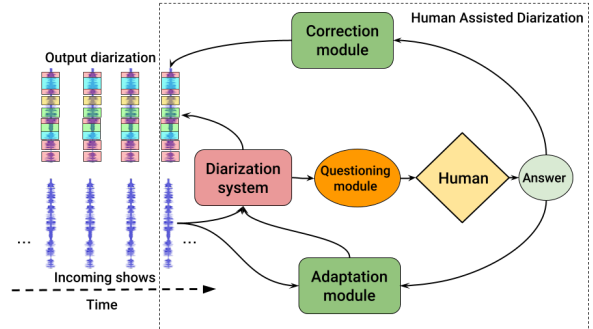 Human Assisted Diarization
Correction
module
Output diarization
Diarization
system
Questioning
module
Human
Answer
...
...
Incoming shows
Adaptation
module
Time